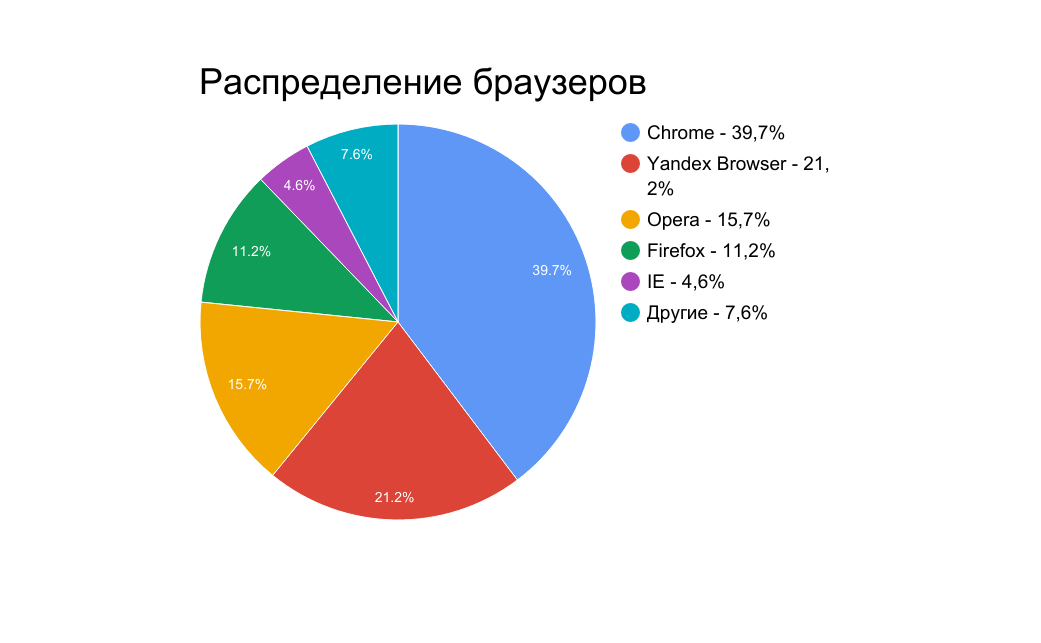 Распределение браузеров
Chrome - 39,7%
Yandex Browser - 21,
2%
Opera - 15,7%
Firefox - 11,2%
IE - 4,6%
Другие - 7,6%
7.6%
4.6%
11.2%
39.7%
15.7%
21.2%